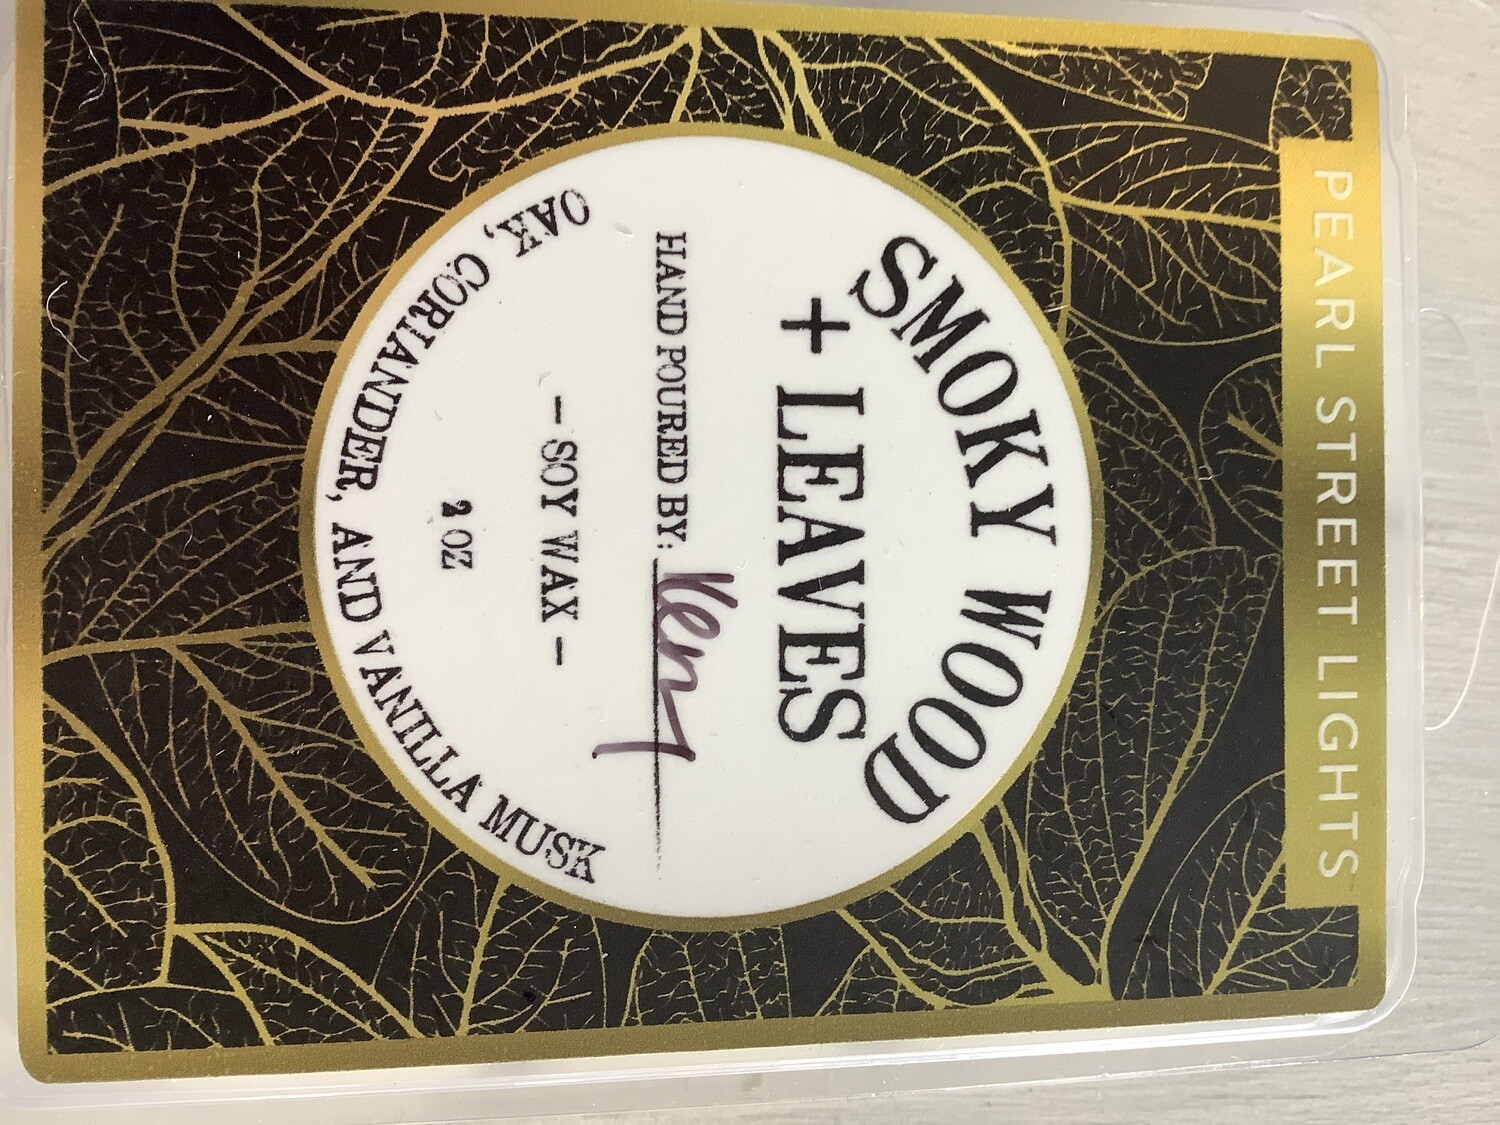 PEARL STREET LIGHTS
SMOKY WOOD
+ LEAVES
HAND POURED BY:
- SOY WAX -
2 OZ
OAK, CORIANDER, AND VANILLA MUSK